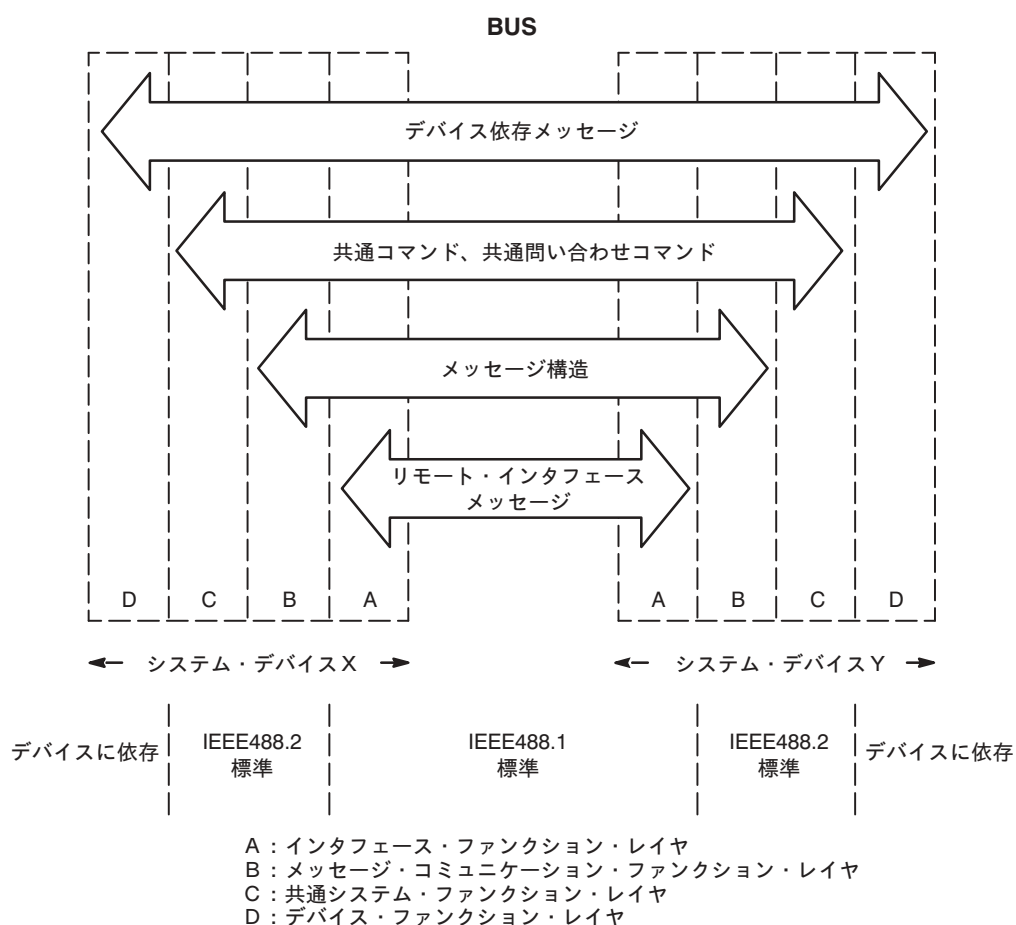 BUS
デバイス依存メッセージ
共通コマンド、共通問い合わせコマンド
メッセージ構造
リモート・インタフェース
メッセージ
D C B A A B C D
システム・デバイスX システム・デバイスY
デバイスに依存 IEEE488.2 IEEE488.1 IEEE488.2 デバイスに依存
標準 標準 標準
A：インタフェース・ファンクション・レイヤ
B：メッセージ・コミュニケーション・ファンクション・レイヤ
C：共通システム・ファンクション・レイヤ
D：デバイス・ファンクション・レイヤ